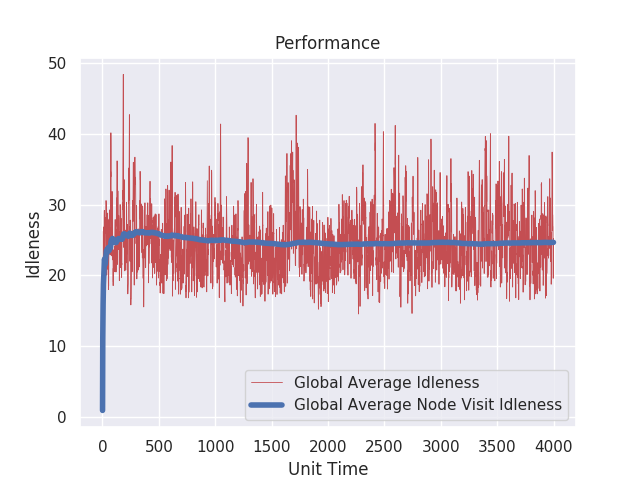 Performance
50
40
30
20
10
0
Idleness
Global Average Idleness
Global Average Node Visit Idleness
0 500 1000 1500 2000 2500 3000 3500 4000
Unit Time